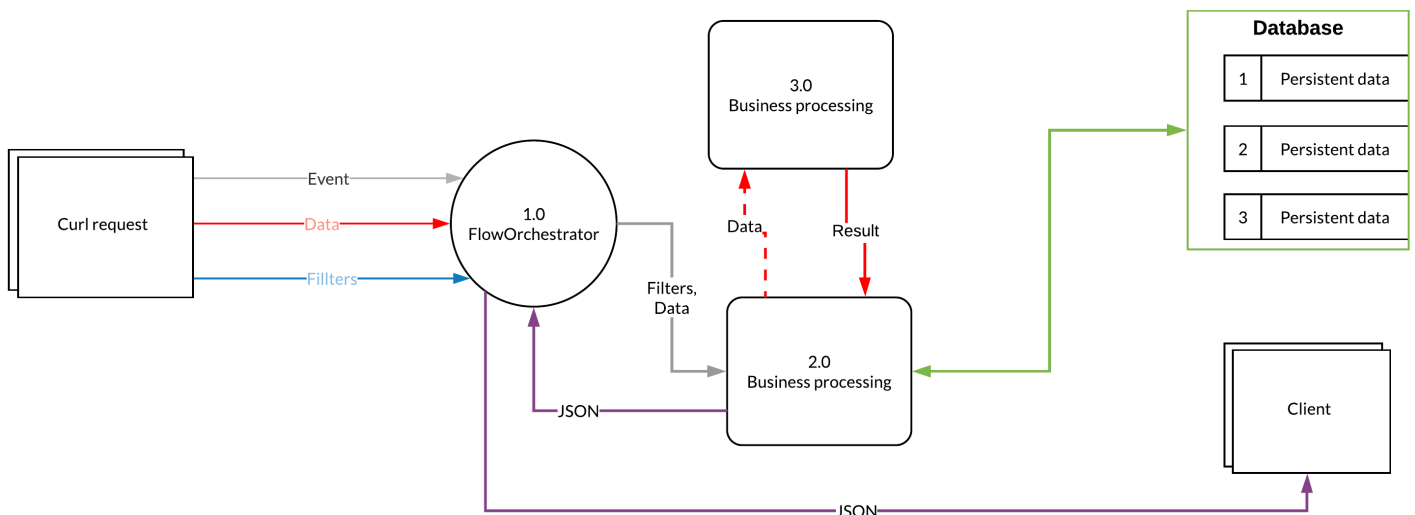 Database
1 Persistent data
2 Persistent data
3 Persistent data
3.0
Business processing
Curl request
Event
Data
Fillters
1.0
FlowOrchestrator
Data
Result
Filters,
Data
2.0
Business processing
JSON
Client
JSON